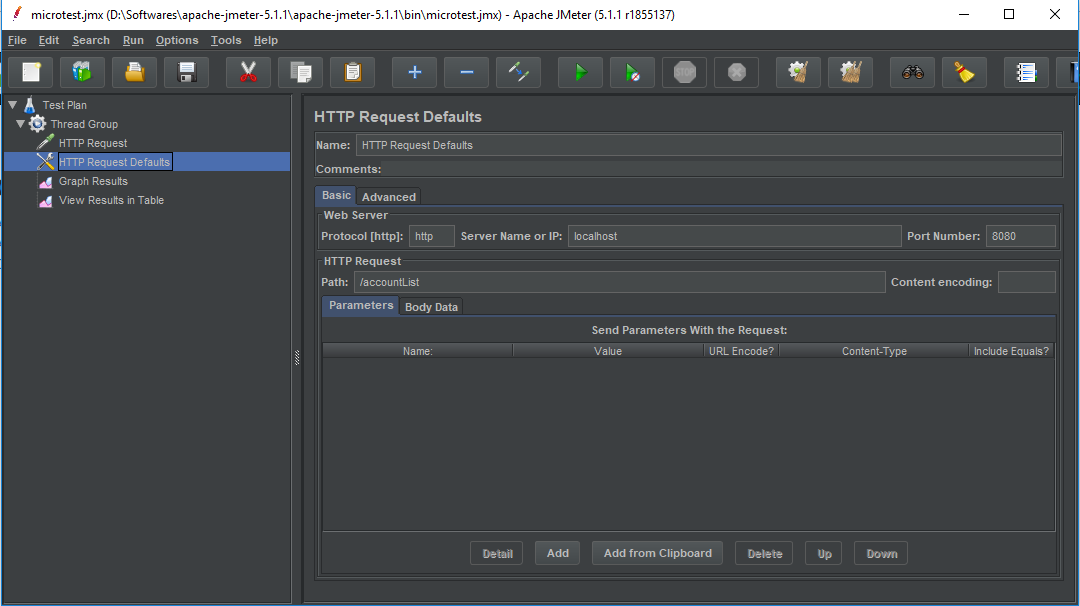 microtest.jmx (D:\Softwares\apache-jmeter-5.1.1\apache-jmeter-5.1.1\bin\microtest.jmx) - Apache JMeter (5.1.1 r1855137)
File Edit Search Run Options Tools Help
STOP
Test Plan
Thread Group
HTTP Request
HTTP Request Defaults
Graph Results
View Results in Table
HTTP Request Defaults
Name: HTTP Request Defaults
Comments:
Basic Advanced
Web Server
Protocol [http]: http Server Name or IP: localhost Port Number: 8080
HTTP Request
Path: /accountList Content encoding:
Parameters Body Data
Send Parameters With the Request:
Name: Value URL Encode? Content-Type Include Equals?
Detail Add Add from Clipboard Delete Up Down